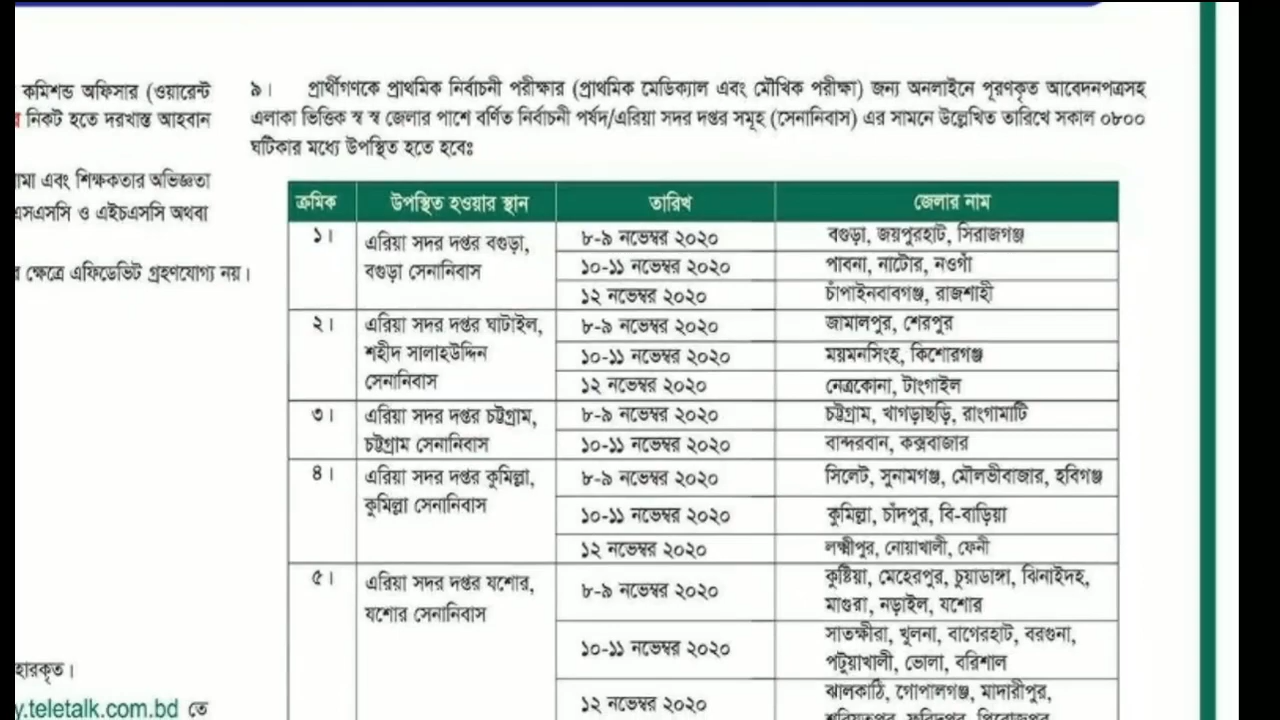 কমিশন্ড অফিসার (ওয়ারেন্ট
নিকট হতে দরখাস্ত আহবান
এবং শিক্ষকতার অভিজ্ঞতা
এসএসসি ও এইচএসসি অথবা
ক্ষেত্রে এফিডেভিট গ্রহণযোগ্য নয়।
y.teletalk.com.bd তে
৯। প্রার্থীগণকে প্রাথমিক নির্বাচনী পরীক্ষার (প্রাথমিক মেডিক্যাল এবং মৌখিক পরীক্ষা) জন্য অনলাইনে পূরণকৃত আবেদনপত্রসহ
এলাকা ভিত্তিক স্ব স্ব জেলার পাশে বর্ণিত নির্বাচনী পর্ষদ/এরিয়া সদর দপ্তর সমূহ (সেনানিবাস) এর সামনে উল্লেখিত তারিখে সকাল ০৮০০
ঘটিকার মধ্যে উপস্থিত হতে হবেঃ
ক্রমিক উপস্থিত হওয়ার স্থান তারিখ জেলার নাম
১। এরিয়া সদর দপ্তর বগুড়া,
বগুড়া সেনানিবাস
৮-৯ নভেম্বর ২০২০ বগুড়া, জয়পুরহাট, সিরাজগঞ্জ
১০-১১ নভেম্বর ২০২০ পাবনা, নাটোর, নওগাঁ
১২ নভেম্বর ২০২০ চাঁপাইনবাবগঞ্জ, রাজশাহী
২। এরিয়া সদর দপ্তর ঘাটাইল,
শহীদ সালাহউদ্দিন
সেনানিবাস
৮-৯ নভেম্বর ২০২০ জামালপুর, শেরপুর
১০-১১ নভেম্বর ২০২০ ময়মনসিংহ, কিশোরগঞ্জ
১২ নভেম্বর ২০২০ নেত্রকোনা, টাংগাইল
৩। এরিয়া সদর দপ্তর চট্টগ্রাম,
চট্টগ্রাম সেনানিবাস
৮-৯ নভেম্বর ২০২০ চট্টগ্রাম, খাগড়াছড়ি, রাংগামাটি
১০-১১ নভেম্বর ২০২০ বান্দরবান, কক্সবাজার
৪। এরিয়া সদর দপ্তর কুমিল্লা,
কুমিল্লা সেনানিবাস
৮-৯ নভেম্বর ২০২০ সিলেট, সুনামগঞ্জ, মৌলভীবাজার, হবিগঞ্জ
১০-১১ নভেম্বর ২০২০ কুমিল্লা, চাঁদপুর, বি-বাড়িয়া
১২ নভেম্বর ২০২০ লক্ষ্মীপুর, নোয়াখালী, ফেনী
৫। এরিয়া সদর দপ্তর যশোর,
যশোর সেনানিবাস
৮-৯ নভেম্বর ২০২০ কুষ্টিয়া, মেহেরপুর, চুয়াডাঙ্গা, ঝিনাইদহ,
মাগুরা, নড়াইল, যশোর
১০-১১ নভেম্বর ২০২০ সাতক্ষীরা, খুলনা, বাগেরহাট, বরগুনা,
পটুয়াখালী, ভোলা, বরিশাল
১২ নভেম্বর ২০২০ ঝালকাঠি, গোপালগঞ্জ, মাদারীপুর,
শরিয়তপুর, ফরিদপুর, পিরোজপুর